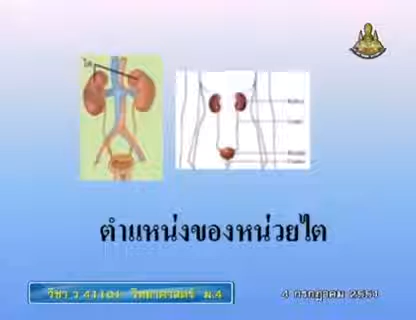 ไต
ตำแหน่งของหน่วยไต
วิชา ว 41101 วิทยาศาสตร์ ม.4
4 กรกฎาคม 2551